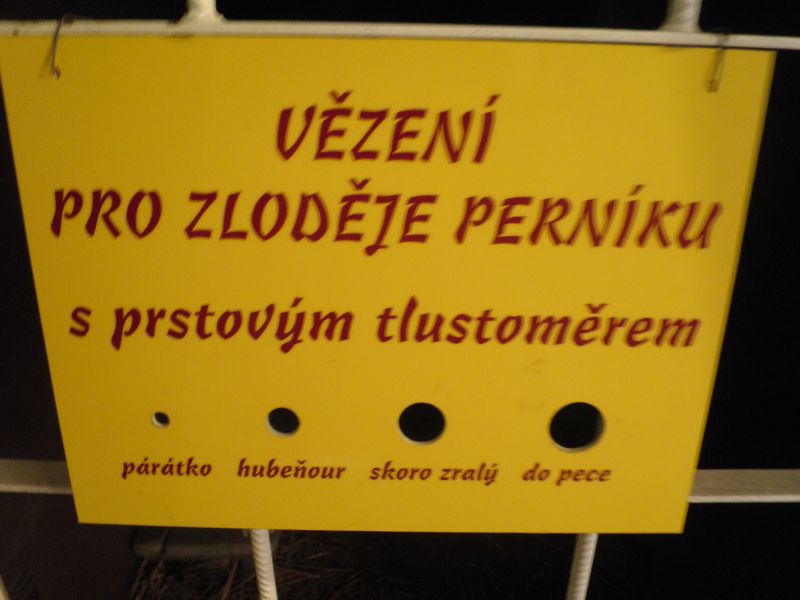 VĚZENÍ
PRO ZLODĚJE PERNÍKU
s prstovým tlustoměrem
párátko hubeňour skoro zralý do pece